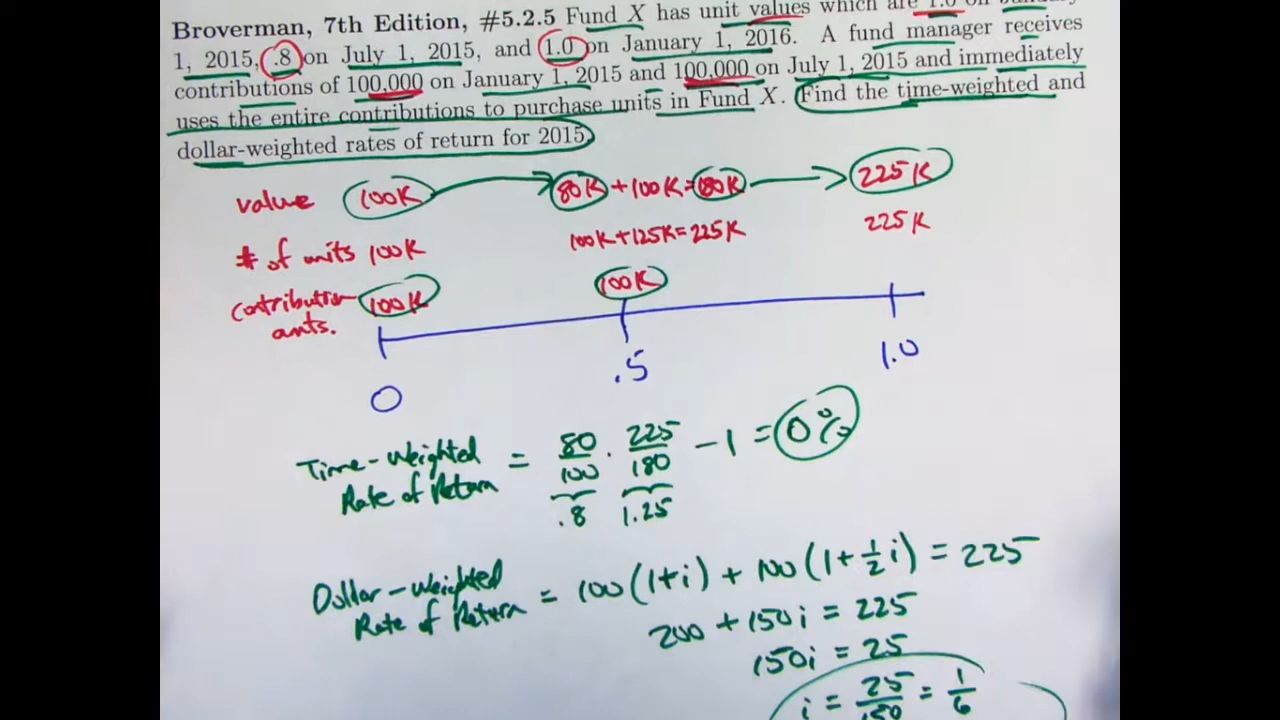 Broverman, 7th Edition, #5.2.5 Fund X has unit values which are 1.0 on January
1, 2015, .8 on July 1, 2015, and 1.0 on January 1, 2016. A fund manager receives
contributions of 100,000 on January 1, 2015 and 100,000 on July 1, 2015 and immediately
uses the entire contributions to purchase units in Fund X. Find the time-weighted and
dollar-weighted rates of return for 2015.
value 100K 80K + 100K = 180K 225K
# of units 100K 100K + 125K = 225K 225K
contribution 100K 100K
amts.
0 .5 1.0
Time-Weighted
Rate of Return = 80/100 · 225/180 - 1 = 0%
.8 1.25
Dollar-Weighted
Rate of Return = 100(1+i) + 100(1+½i) = 225
200 + 150i = 225
150i = 25
i = 25/150 = 1/6